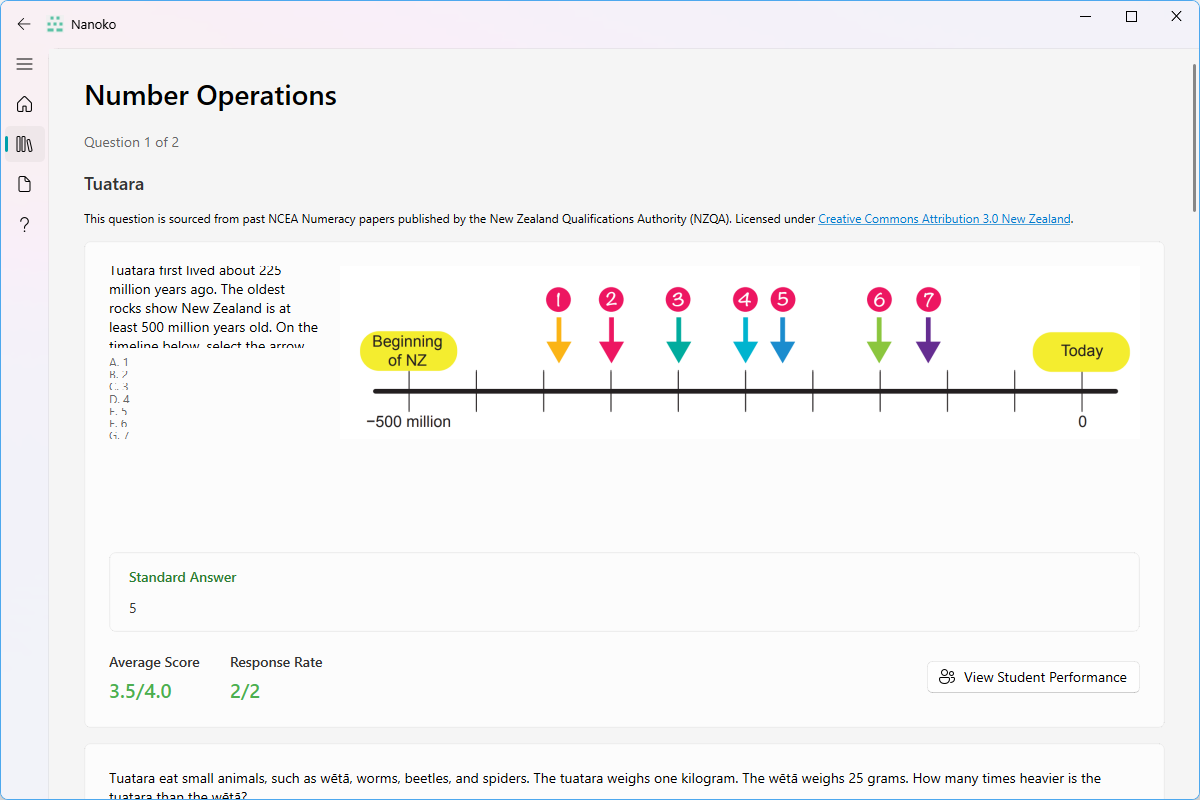 Nanoko
Number Operations
Question 1 of 2
Tuatara
This question is sourced from past NCEA Numeracy papers published by the New Zealand Qualifications Authority (NZQA). Licensed under Creative Commons Attribution 3.0 New Zealand.
Tuatara first lived about 225
million years ago. The oldest
rocks show New Zealand is at
least 500 million years old. On the
timeline below, select the arrow
A. 1
B. 2
C. 3
D. 4
E. 5
F. 6
G. 7
1 2 3 4 5 6 7
Beginning
of NZ
Today
−500 million
0
Standard Answer
5
Average Score
Response Rate
3.5/4.0
2/2
View Student Performance
Tuatara eat small animals, such as wētā, worms, beetles, and spiders. The tuatara weighs one kilogram. The wētā weighs 25 grams. How many times heavier is the
tuatara than the wētā?